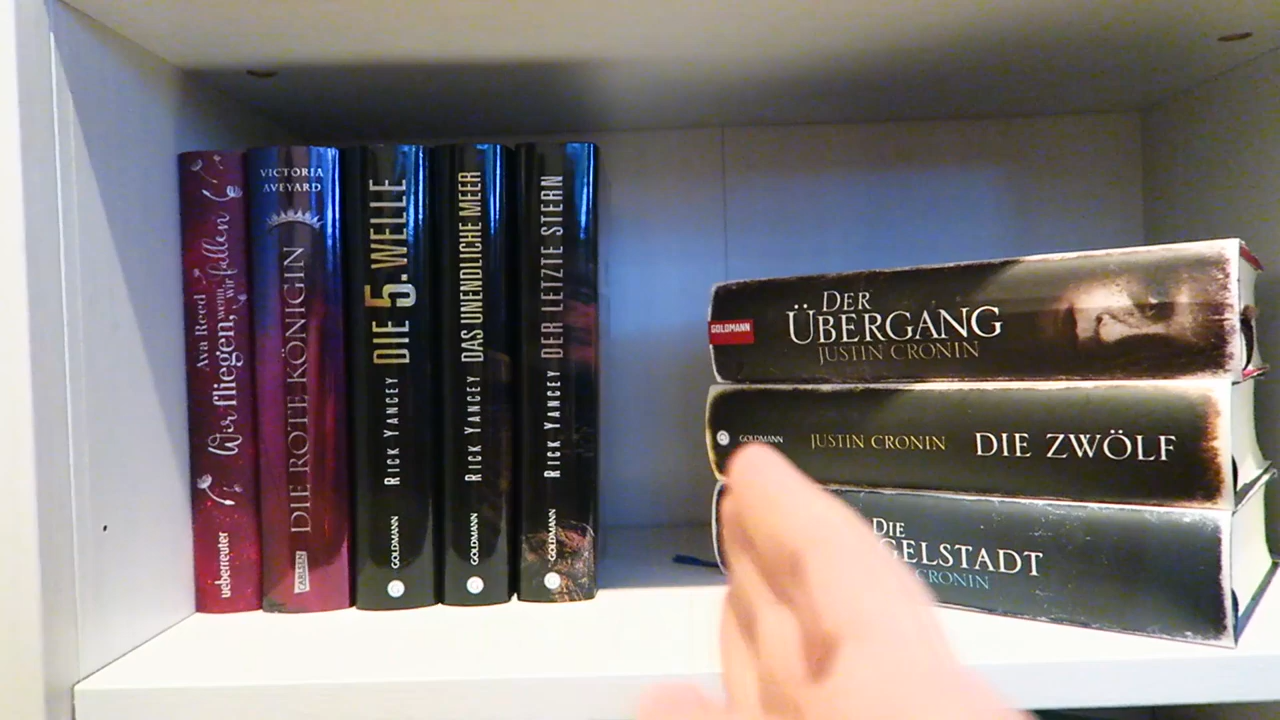 Ava Reed
Wir fliegen, wenn wir fallen
ueberreuter
VICTORIA
AVEYARD
DIE ROTE KÖNIGIN
CARLSEN
DIE 5. WELLE
RICK YANCEY
GOLDMANN
DAS UNENDLICHE MEER
RICK YANCEY
GOLDMANN
DER LETZTE STERN
RICK YANCEY
GOLDMANN
GOLDMANN
DER
ÜBERGANG
JUSTIN CRONIN
GOLDMANN
JUSTIN CRONIN
DIE ZWÖLF
DIE
GELSTADT
CRONIN